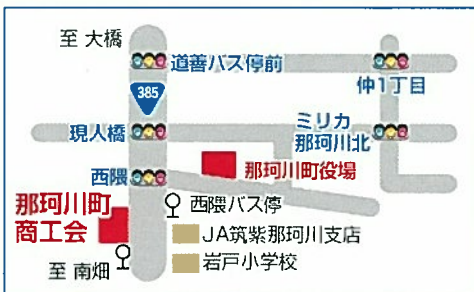 至 大橋
道善バス停前
仲1丁目
385
現人橋
ミリカ
那珂川北
西隈
那珂川町役場
西隈バス停
那珂川町
商工会
JA筑紫那珂川支店
岩戸小学校
至 南畑